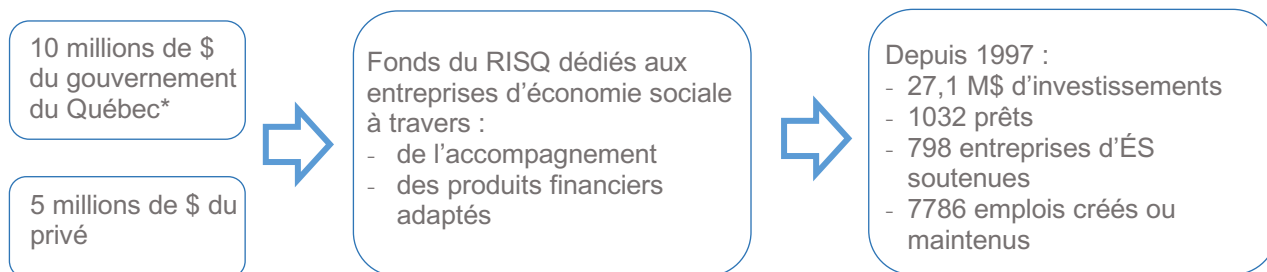 10 millions de $
du gouvernement
du Québec*
5 millions de $ du
privé
Fonds du RISQ dédiés aux
entreprises d’économie sociale
à travers :
- de l’accompagnement
- des produits financiers
adaptés
Depuis 1997 :
- 27,1 M$ d’investissements
- 1032 prêts
- 798 entreprises d’ÉS
soutenues
- 7786 emplois créés ou
maintenus